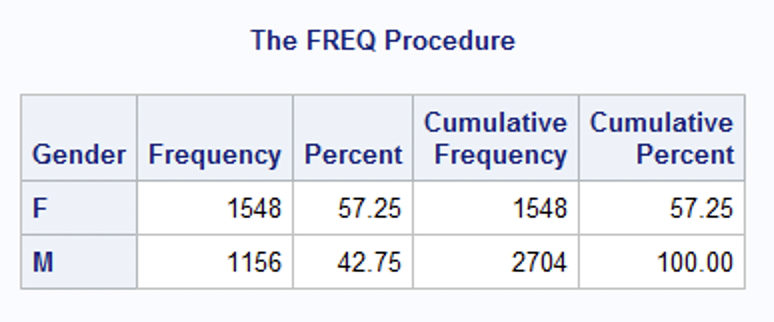 The FREQ Procedure
Gender Frequency Percent Cumulative Frequency Cumulative Percent
F 1548 57.25 1548 57.25
M 1156 42.75 2704 100.00